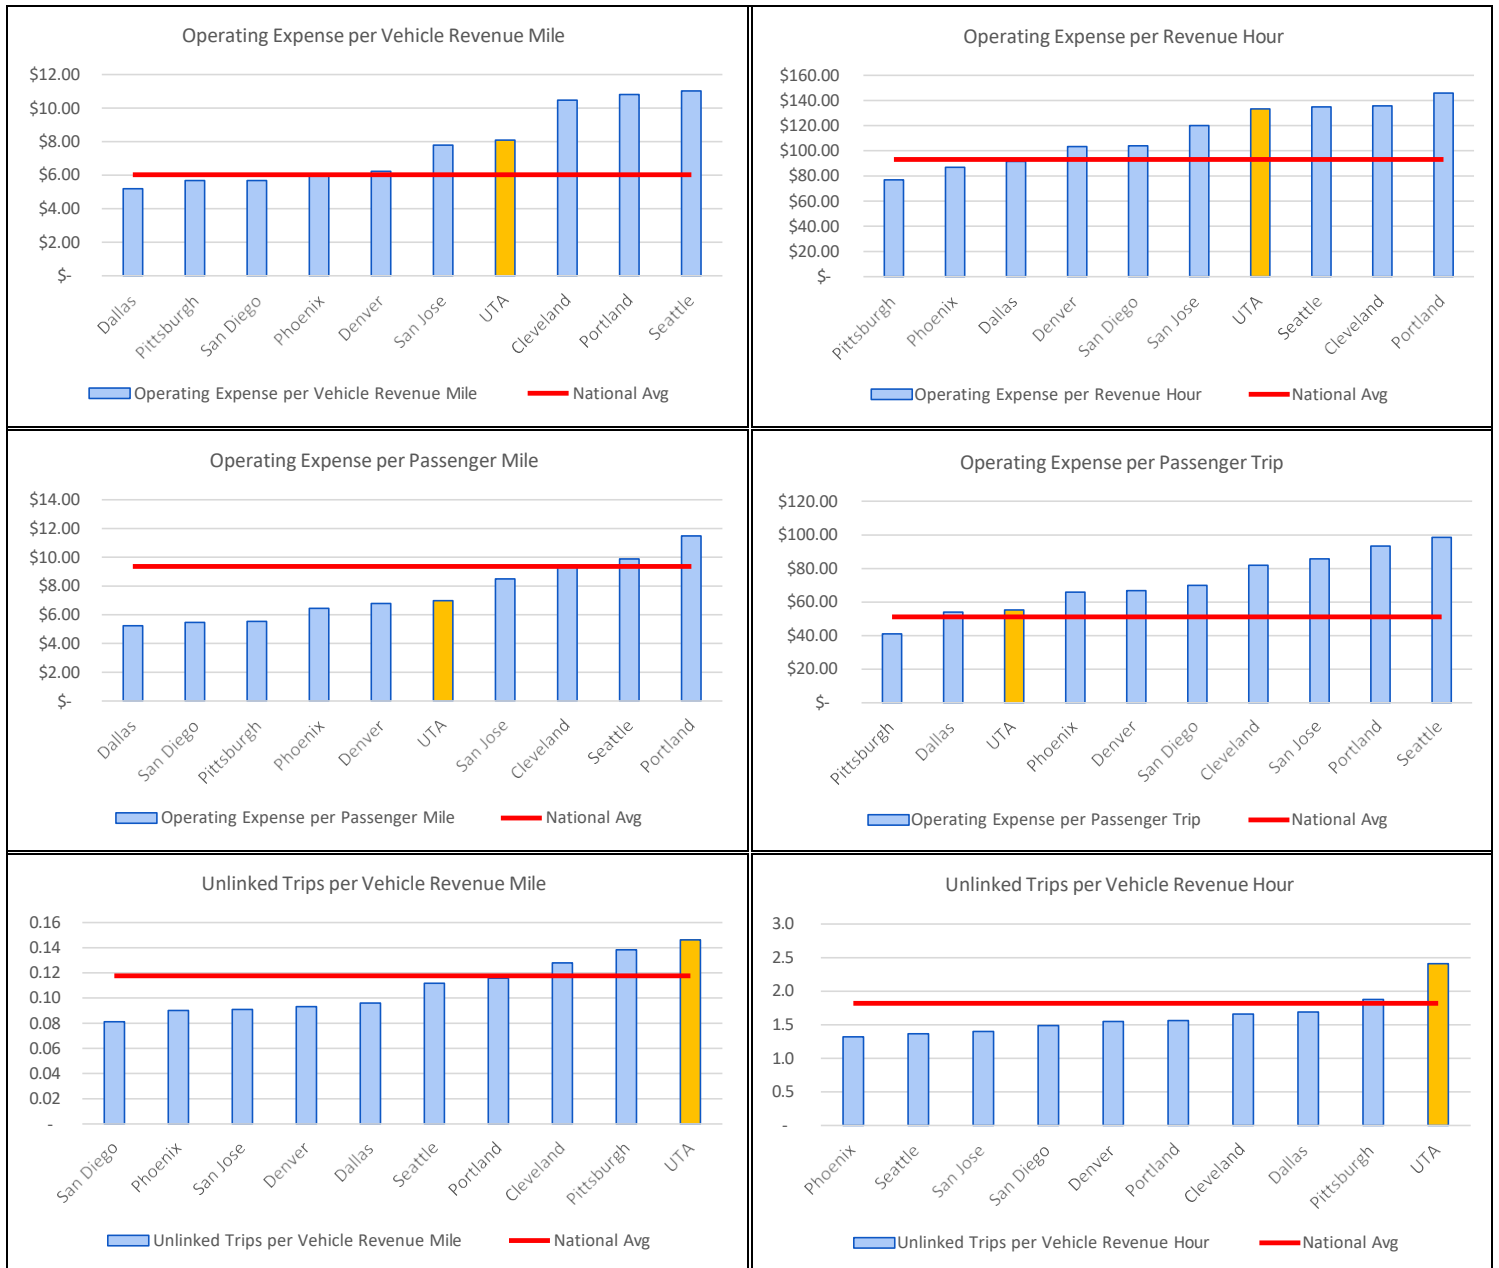 Operating Expense per Vehicle Revenue Mile
$12.00
$10.00
$8.00
$6.00
$4.00
$2.00
$-
Dallas
Pittsburgh
San Diego
Phoenix
Denver
San Jose
UTA
Cleveland
Portland
Seattle
Operating Expense per Vehicle Revenue Mile
National Avg
Operating Expense per Revenue Hour
$160.00
$140.00
$120.00
$100.00
$80.00
$60.00
$40.00
$20.00
$-
Pittsburgh
Phoenix
Dallas
Denver
San Diego
San Jose
UTA
Seattle
Cleveland
Portland
Operating Expense per Revenue Hour
National Avg
Operating Expense per Passenger Mile
$14.00
$12.00
$10.00
$8.00
$6.00
$4.00
$2.00
$-
Dallas
San Diego
Pittsburgh
Phoenix
Denver
UTA
San Jose
Cleveland
Seattle
Portland
Operating Expense per Passenger Mile
National Avg
Operating Expense per Passenger Trip
$120.00
$100.00
$80.00
$60.00
$40.00
$20.00
$-
Pittsburgh
Dallas
UTA
Phoenix
Denver
San Diego
Cleveland
San Jose
Portland
Seattle
Operating Expense per Passenger Trip
National Avg
Unlinked Trips per Vehicle Revenue Mile
0.16
0.14
0.12
0.10
0.08
0.06
0.04
0.02
-
San Diego
Phoenix
San Jose
Denver
Dallas
Seattle
Portland
Cleveland
Pittsburgh
UTA
Unlinked Trips per Vehicle Revenue Mile
National Avg
Unlinked Trips per Vehicle Revenue Hour
3.0
2.5
2.0
1.5
1.0
0.5
-
Phoenix
Seattle
San Jose
San Diego
Denver
Portland
Cleveland
Dallas
Pittsburgh
UTA
Unlinked Trips per Vehicle Revenue Hour
National Avg